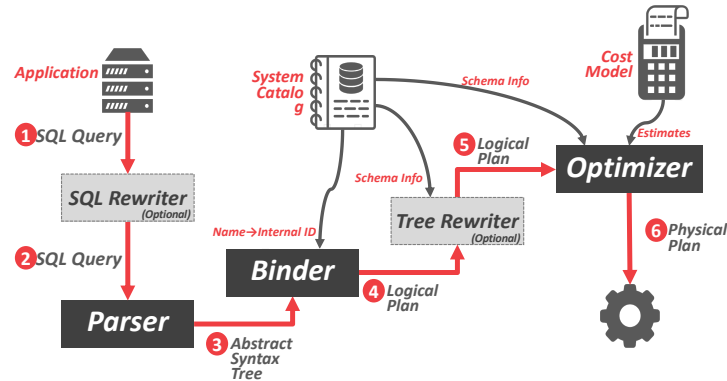 Application
System
Catalo
g
Cost
Model
Schema Info
1 SQL Query
Estimates
5 Logical
Plan
Optimizer
SQL Rewriter
(Optional)
Schema Info
Tree Rewriter
(Optional)
Name→Internal ID
6 Physical
Plan
2 SQL Query
Binder
4 Logical
Plan
Parser
3 Abstract
Syntax
Tree